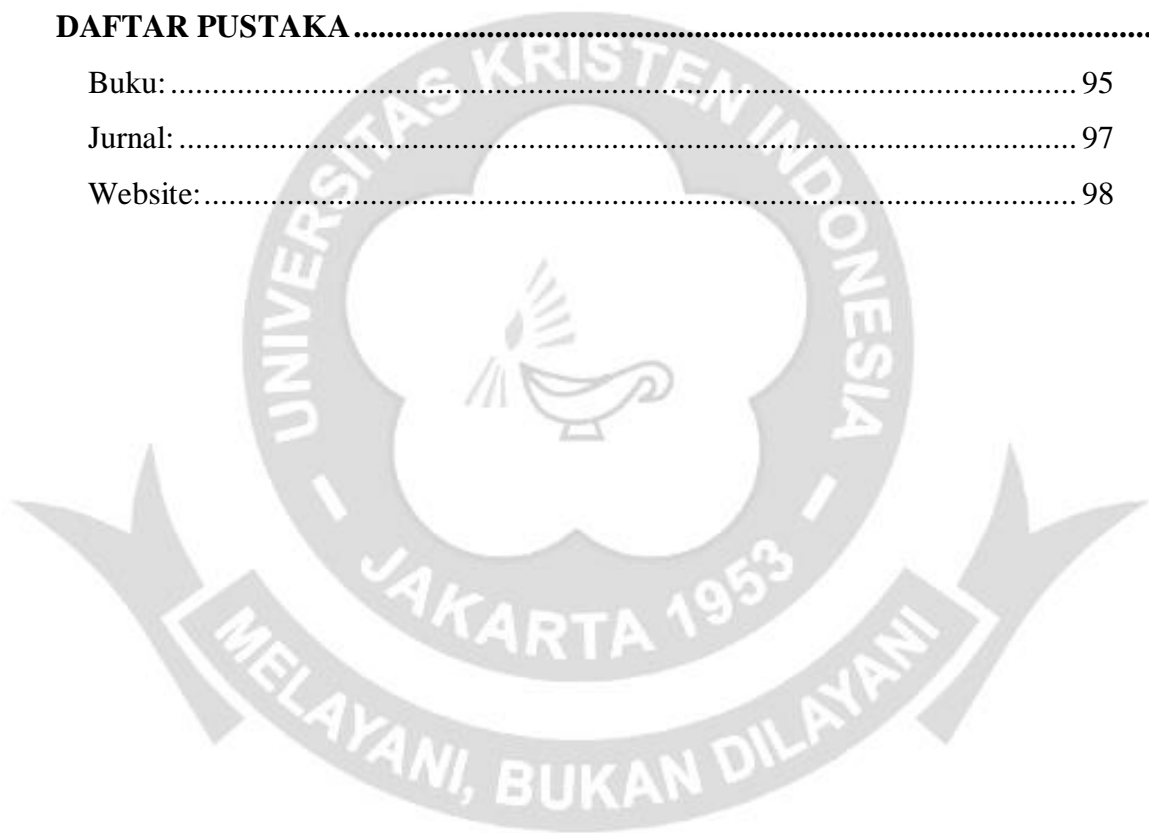 DAFTAR PUSTAKA..............................................................................................
Buku: ............................................................................................................... 95
Jurnal: .............................................................................................................. 97
Website:........................................................................................................... 98
UNIVERSITAS KRISTEN INDONESIA
- JAKARTA 1953 -
MELAYANI, BUKAN DILAYANI